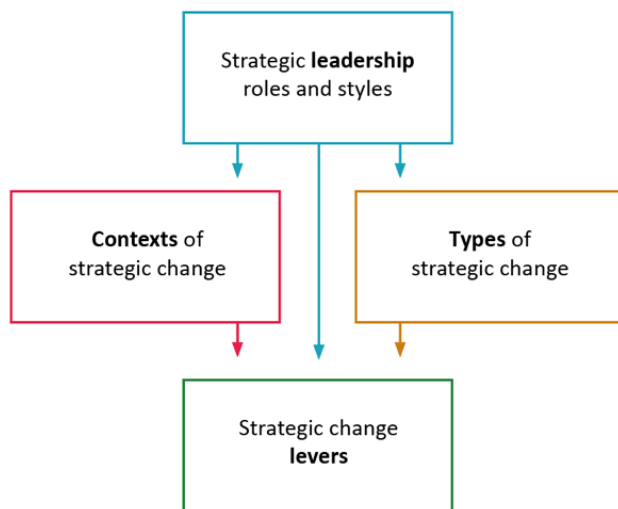 Strategic leadership
roles and styles
Contexts of
strategic change
Types of
strategic change
Strategic change
levers